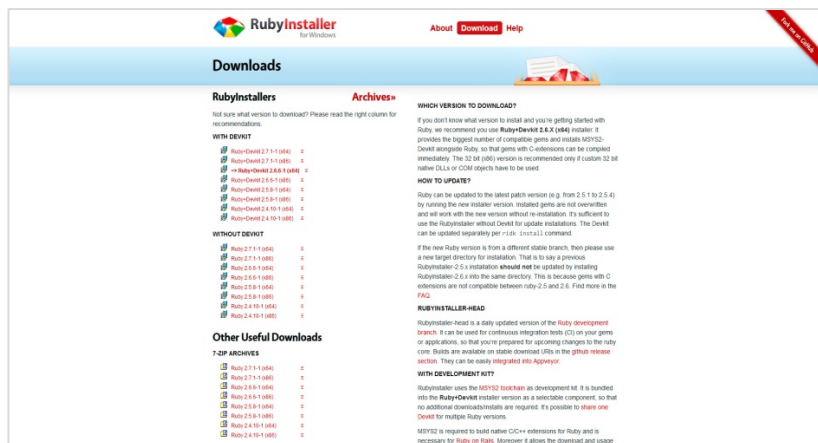 RubyInstaller
for Windows
About Download Help
Fork me on GitHub
Downloads
RubyInstallers Archives»
Not sure what version to download? Please read the right column for
recommendations.
WITH DEVKIT
Ruby+Devkit 2.7.1-1 (x64)
Ruby+Devkit 2.7.1-1 (x86)
=> Ruby+Devkit 2.6.6-1 (x64)
Ruby+Devkit 2.6.6-1 (x86)
Ruby+Devkit 2.5.8-1 (x64)
Ruby+Devkit 2.5.8-1 (x86)
Ruby+Devkit 2.4.10-1 (x64)
Ruby+Devkit 2.4.10-1 (x86)
WITHOUT DEVKIT
Ruby 2.7.1-1 (x64)
Ruby 2.7.1-1 (x86)
Ruby 2.6.6-1 (x64)
Ruby 2.6.6-1 (x86)
Ruby 2.5.8-1 (x64)
Ruby 2.5.8-1 (x86)
Ruby 2.4.10-1 (x64)
Ruby 2.4.10-1 (x86)
Other Useful Downloads
7-ZIP ARCHIVES
Ruby 2.7.1-1 (x64)
Ruby 2.7.1-1 (x86)
Ruby 2.6.6-1 (x64)
Ruby 2.6.6-1 (x86)
Ruby 2.5.8-1 (x64)
Ruby 2.5.8-1 (x86)
Ruby 2.4.10-1 (x64)
Ruby 2.4.10-1 (x86)
WHICH VERSION TO DOWNLOAD?
If you don't know what version to install and you're getting started with
Ruby, we recommend you use Ruby+Devkit 2.6.X (x64) installer. It
provides the biggest number of compatible gems and installs MSYS2-
Devkit alongside Ruby, so that gems with C-extensions can be compiled
immediately. The 32 bit (x86) version is recommended only if custom 32 bit
native DLLs or COM objects have to be used.
HOW TO UPDATE?
Ruby can be updated to the latest patch version (e.g. from 2.5.1 to 2.5.4)
by running the new installer version. Installed gems are not overwritten
and will work with the new version without re-installation. It's sufficient to
use the RubyInstaller without Devkit for update installations. The Devkit
can be updated separately per ridk install command.
If the new Ruby version is from a different stable branch, then please use
a new target directory for installation. That is to say a previous
RubyInstaller-2.5.x installation should not be updated by installing
RubyInstaller-2.6.x into the same directory. This is because gems with C
extensions are not compatible between ruby-2.5 and 2.6. Find more in the
FAQ.
RUBYINSTALLER-HEAD
RubyInstaller-head is a daily updated version of the Ruby development
branch. It can be used for continuous integration tests (CI) on your gems
or applications, so that you're prepared for upcoming changes to the ruby
core. Builds are available on stable download URIs in the github release
section. They can be easily integrated into Appveyor.
WITH DEVELOPMENT KIT?
RubyInstaller uses the MSYS2 toolchain as development kit. It is bundled
into the Ruby+Devkit installer version as a selectable component, so that
no additional downloads/installs are required. It's possible to share one
Devkit for multiple Ruby versions.
MSYS2 is required to build native C/C++ extensions for Ruby and is
necessary for Ruby on Rails. Moreover it allows the download and usage